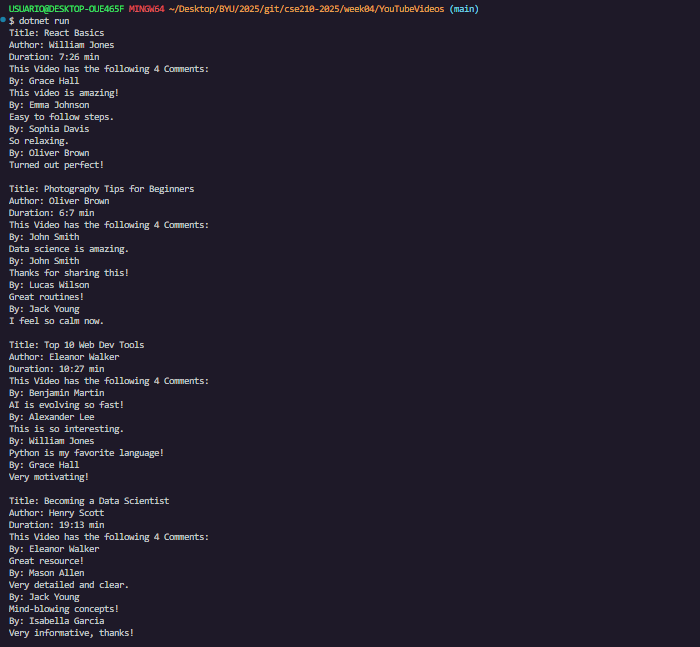 USUARIO@DESKTOP-OUE465F MINGW64 ~/Desktop/BYU/2025/git/cse210-2025/week04/YouTubeVideos (main)
$ dotnet run
Title: React Basics
Author: William Jones
Duration: 7:26 min
This Video has the following 4 Comments:
By: Grace Hall
This video is amazing!
By: Emma Johnson
Easy to follow steps.
By: Sophia Davis
So relaxing.
By: Oliver Brown
Turned out perfect!

Title: Photography Tips for Beginners
Author: Oliver Brown
Duration: 6:7 min
This Video has the following 4 Comments:
By: John Smith
Data science is amazing.
By: John Smith
Thanks for sharing this!
By: Lucas Wilson
Great routines!
By: Jack Young
I feel so calm now.

Title: Top 10 Web Dev Tools
Author: Eleanor Walker
Duration: 10:27 min
This Video has the following 4 Comments:
By: Benjamin Martin
AI is evolving so fast!
By: Alexander Lee
This is so interesting.
By: William Jones
Python is my favorite language!
By: Grace Hall
Very motivating!

Title: Becoming a Data Scientist
Author: Henry Scott
Duration: 19:13 min
This Video has the following 4 Comments:
By: Eleanor Walker
Great resource!
By: Mason Allen
Very detailed and clear.
By: Jack Young
Mind-blowing concepts!
By: Isabella Garcia
Very informative, thanks!